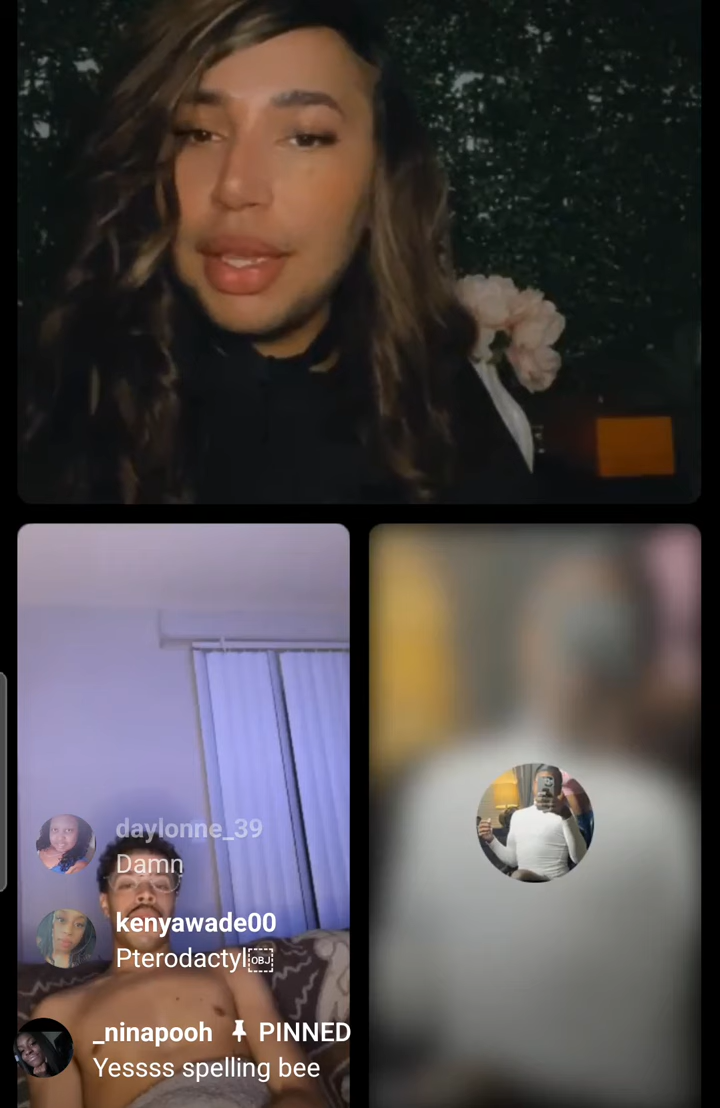 daylonne_39
Damn
kenyawade00
Pterodactyl￼
_ninapooh PINNED
Yessss spelling bee